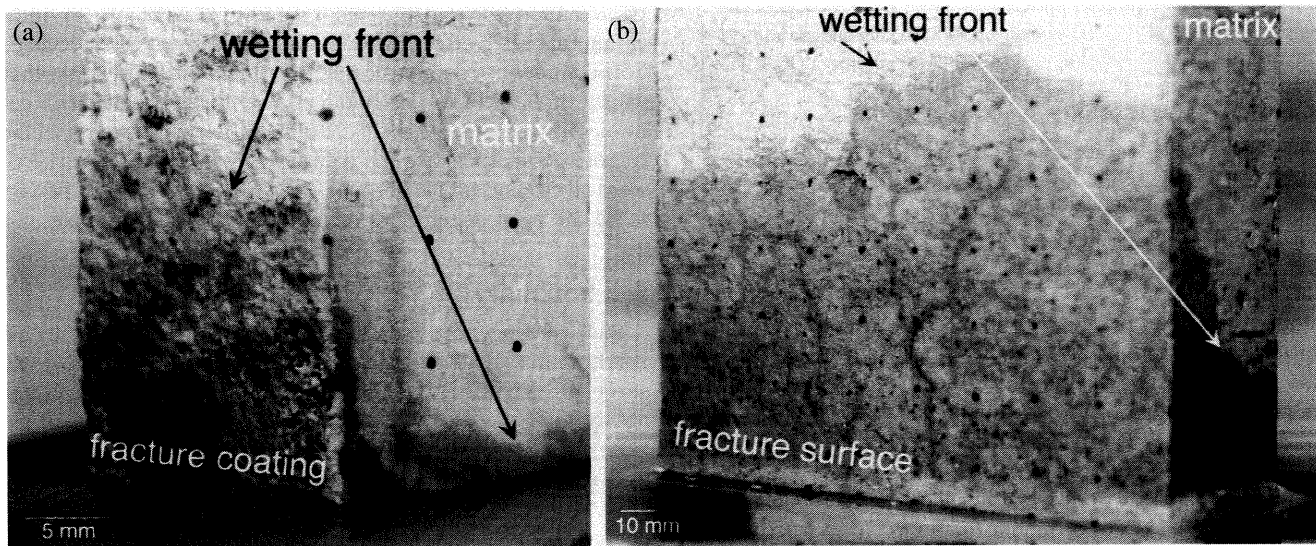 (a)
wetting front
matrix
fracture coating
5 mm
(b)
wetting front
matrix
fracture surface
10 mm